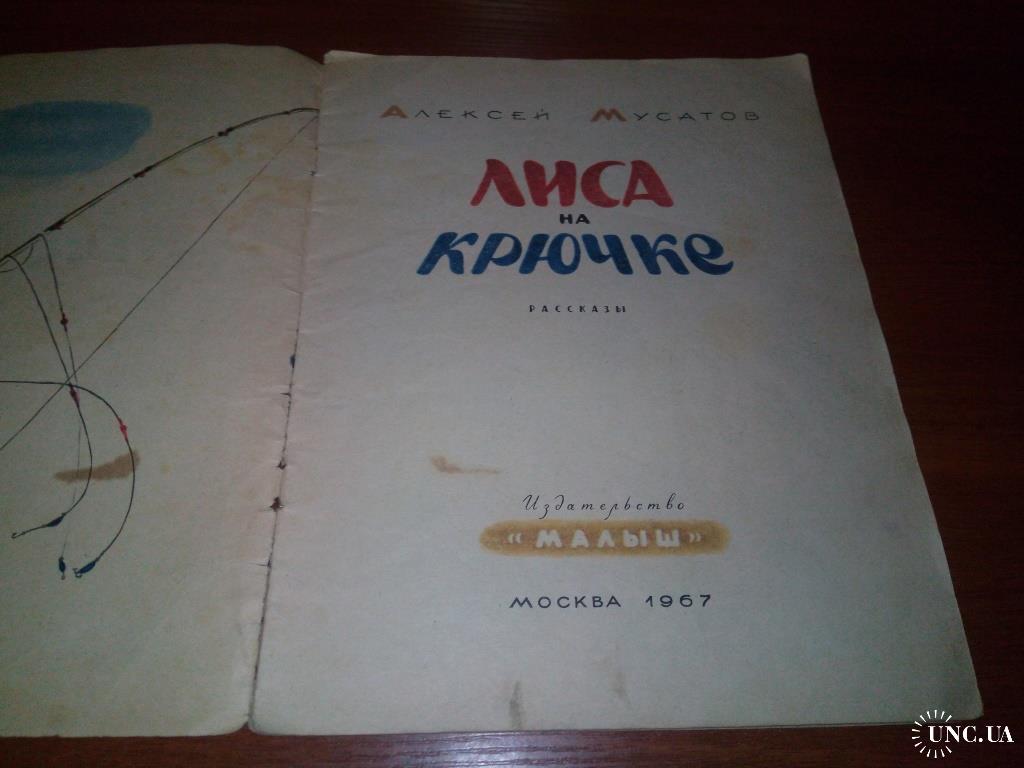 Алексей Мусатов
ЛИСА
НА
КРЮЧКЕ
РАССКАЗЫ
Издательство
"МАЛЫШ"
МОСКВА 1967
UNC.UA